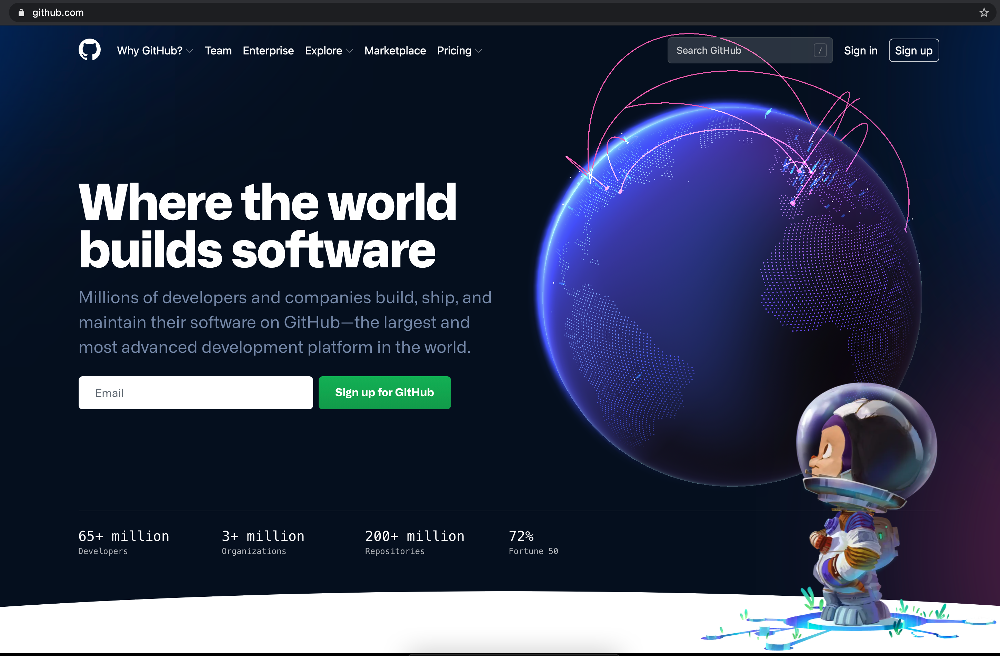 github.com
Why GitHub? Team Enterprise Explore Marketplace Pricing
Search GitHub /
Sign in
Sign up
Where the world
builds software
Millions of developers and companies build, ship, and
maintain their software on GitHub—the largest and
most advanced development platform in the world.
Email
Sign up for GitHub
65+ million
Developers
3+ million
Organizations
200+ million
Repositories
72%
Fortune 50